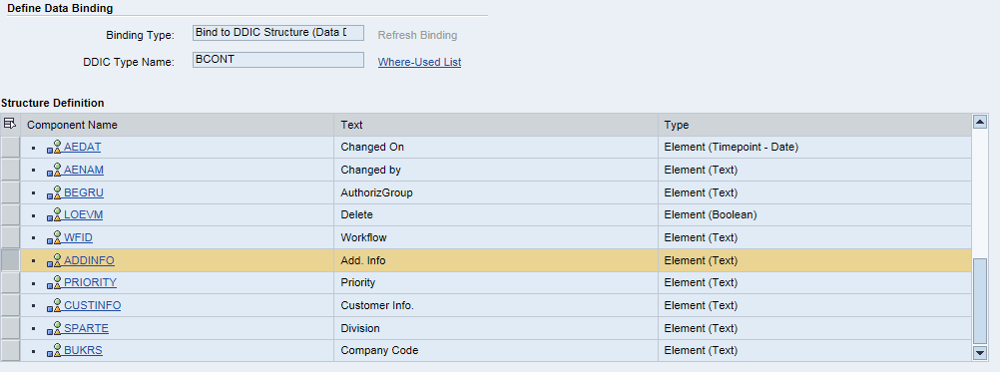 Define Data Binding
Binding Type: Bind to DDIC Structure (Data D Refresh Binding
DDIC Type Name: BCONT Where-Used List
Structure Definition
Component Name Text Type
AEDAT Changed On Element (Timepoint - Date)
AENAM Changed by Element (Text)
BEGRU AuthorizGroup Element (Text)
LOEVM Delete Element (Boolean)
WFID Workflow Element (Text)
ADDINFO Add. Info Element (Text)
PRIORITY Priority Element (Text)
CUSTINFO Customer Info. Element (Text)
SPARTE Division Element (Text)
BUKRS Company Code Element (Text)